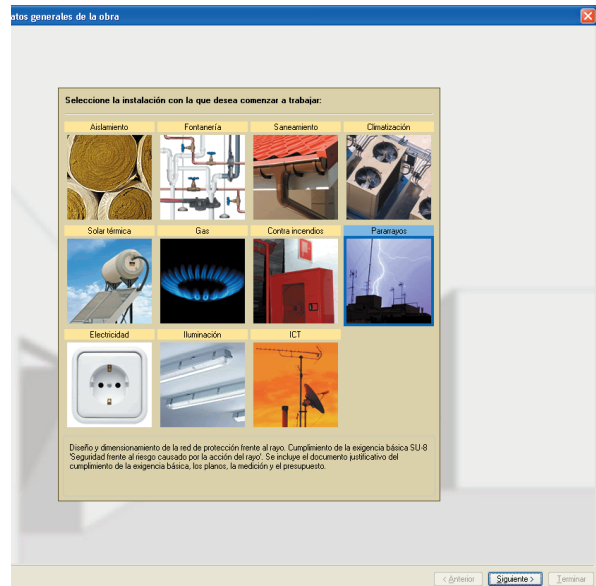 atos generales de la obra
Seleccione la instalación con la que desea comenzar a trabajar:
Aislamiento Fontanería Saneamiento Climatización
Solar térmica Gas Contra incendios Pararrayos
Electricidad Iluminación ICT
Diseño y dimensionamiento de la red de protección frente al rayo. Cumplimiento de la exigencia básica SU-8
'Seguridad frente al riesgo causado por la acción del rayo'. Se incluye el documento justificativo del
cumplimiento de la exigencia básica, los planos, la medición y el presupuesto.
< Anterior Siguiente > Terminar